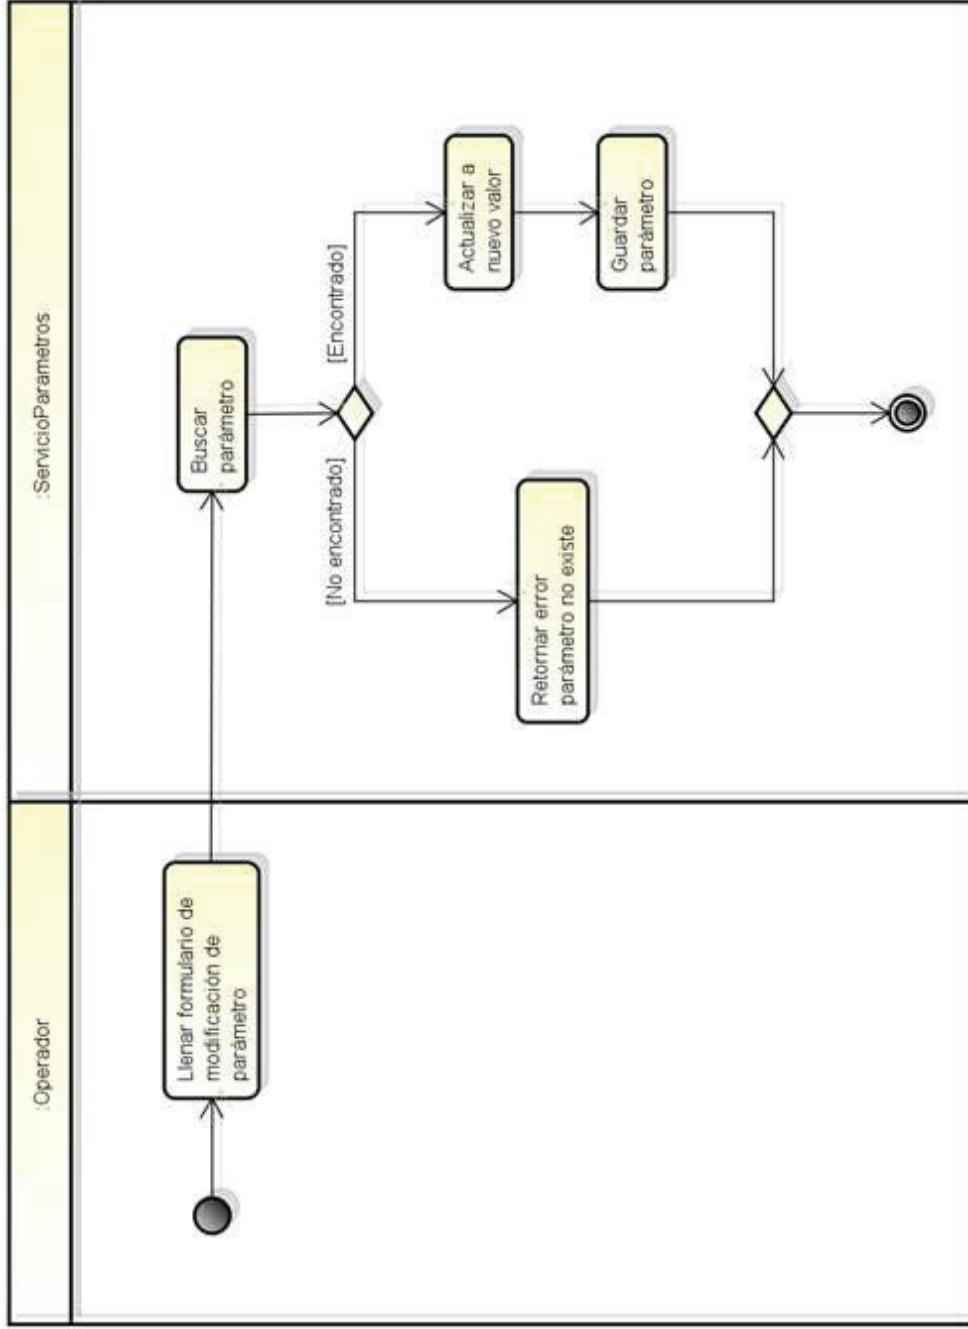 :Operador
:ServicioParametros
Llenar formulario de
modificación de
parámetro
Buscar
parámetro
[No encontrado]
[Encontrado]
Actualizar a
nuevo valor
Retornar error
parámetro no existe
Guardar
parámetro